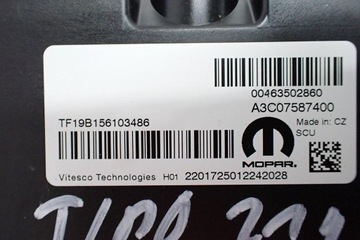 00463502860
A3C07587400
TF19B156103486
Made in: CZ
SCU
MOPAR
Vitesco Technologies H01 2201725012242028
TIPO